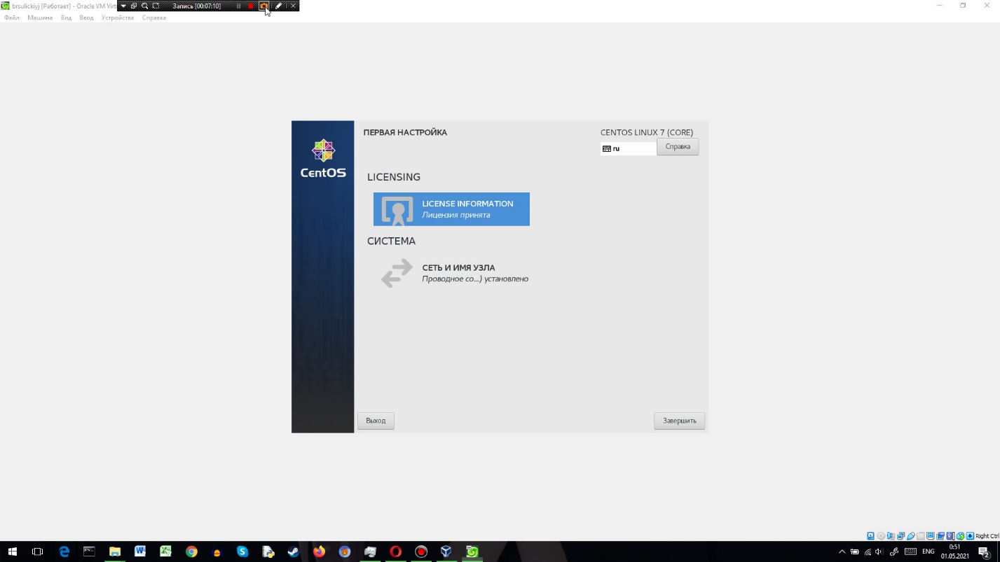 brsulickiyj [Работает] - Oracle VM Virt
Запись [00:07:10]
Файл Машина Вид Ввод Устройства Справка
ПЕРВАЯ НАСТРОЙКА
CENTOS LINUX 7 (CORE)
ru
Справка
CentOS
LICENSING
LICENSE INFORMATION
Лицензия принята
СИСТЕМА
СЕТЬ И ИМЯ УЗЛА
Проводное со...) установлено
Выход
Завершить
Right Ctrl
ENG
0:51
01.05.2021
2